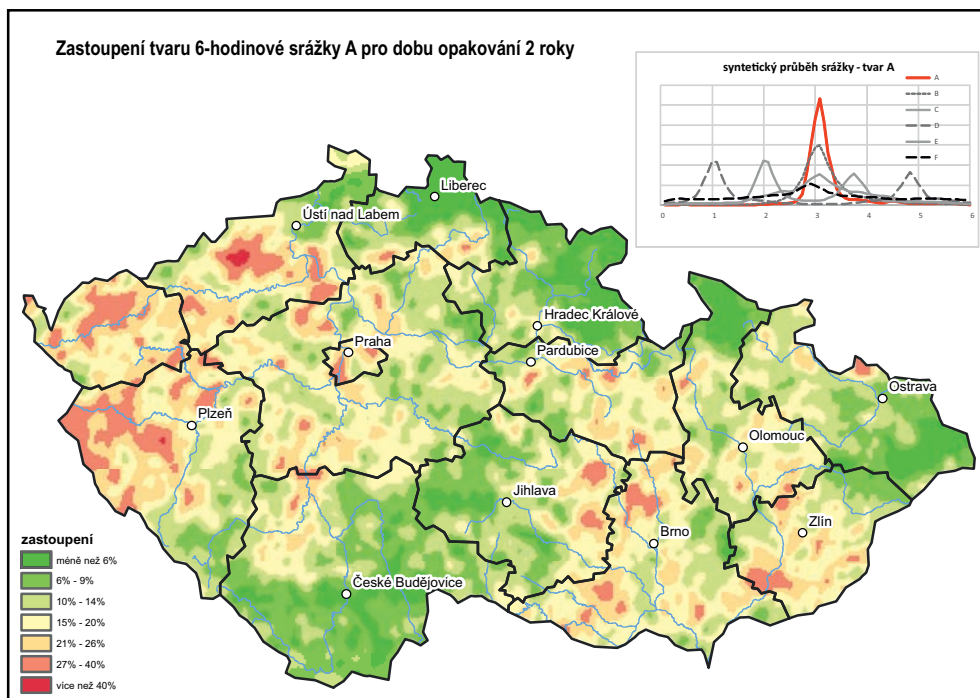 Zastoupení tvaru 6-hodinové srážky A pro dobu opakování 2 roky
syntetický průběh srážky - tvar A
A
B
C
D
E
F
0 1 2 3 4 5 6
Liberec
Ústí nad Labem
Hradec Králové
Praha
Pardubice
Ostrava
Plzeň
Olomouc
Jihlava
Zlín
Brno
České Budějovice
zastoupení
méně než 6%
6% - 9%
10% - 14%
15% - 20%
21% - 26%
27% - 40%
více než 40%